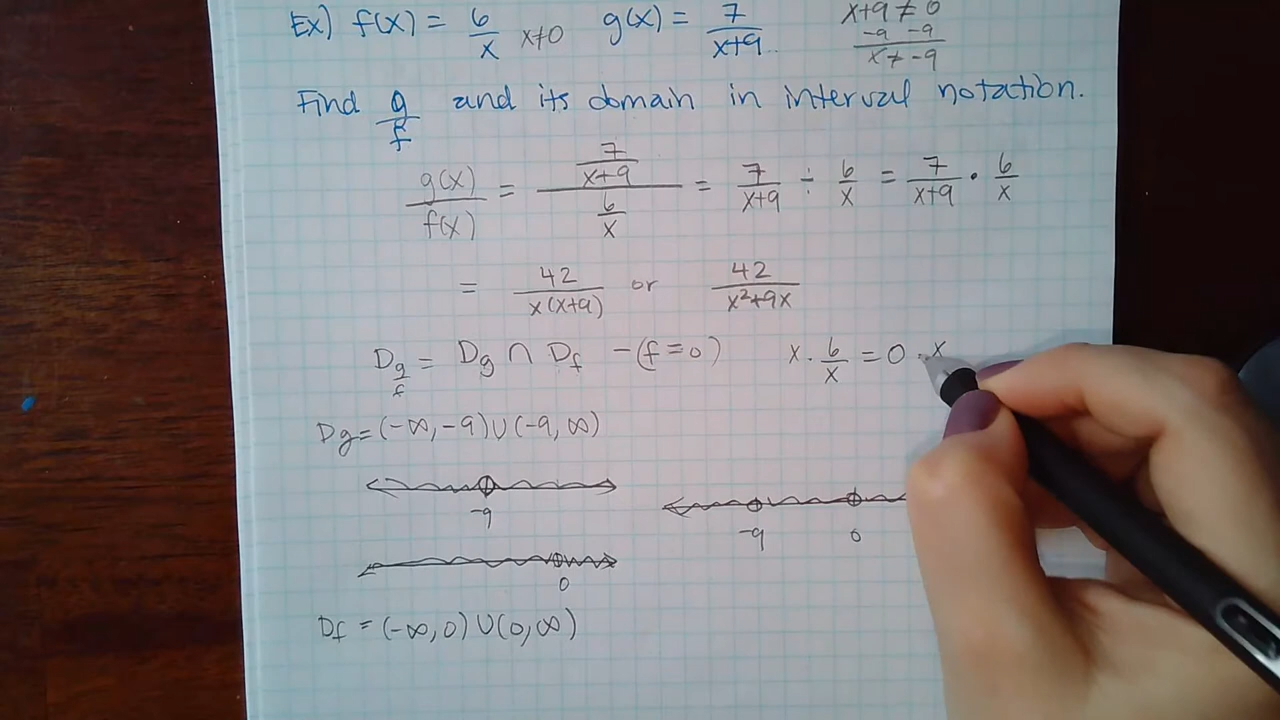 Ex) f(x) = 6/x x≠0 g(x) = 7/(x+9) x+9 ≠ 0
-9 -9
x ≠ -9
Find g/f and its domain in interval notation.
g(x)/f(x) = (7/(x+9))/(6/x) = 7/(x+9) ÷ 6/x = 7/(x+9) · 6/x
= 42/(x(x+9)) or 42/(x²+9x)
D_(g/f) = Dg ∩ Df -(f=0) x · 6/x = 0 · x
Dg = (-∞, -9) ∪ (-9, ∞)
-9
-9 0
0
Df = (-∞, 0) ∪ (0, ∞)